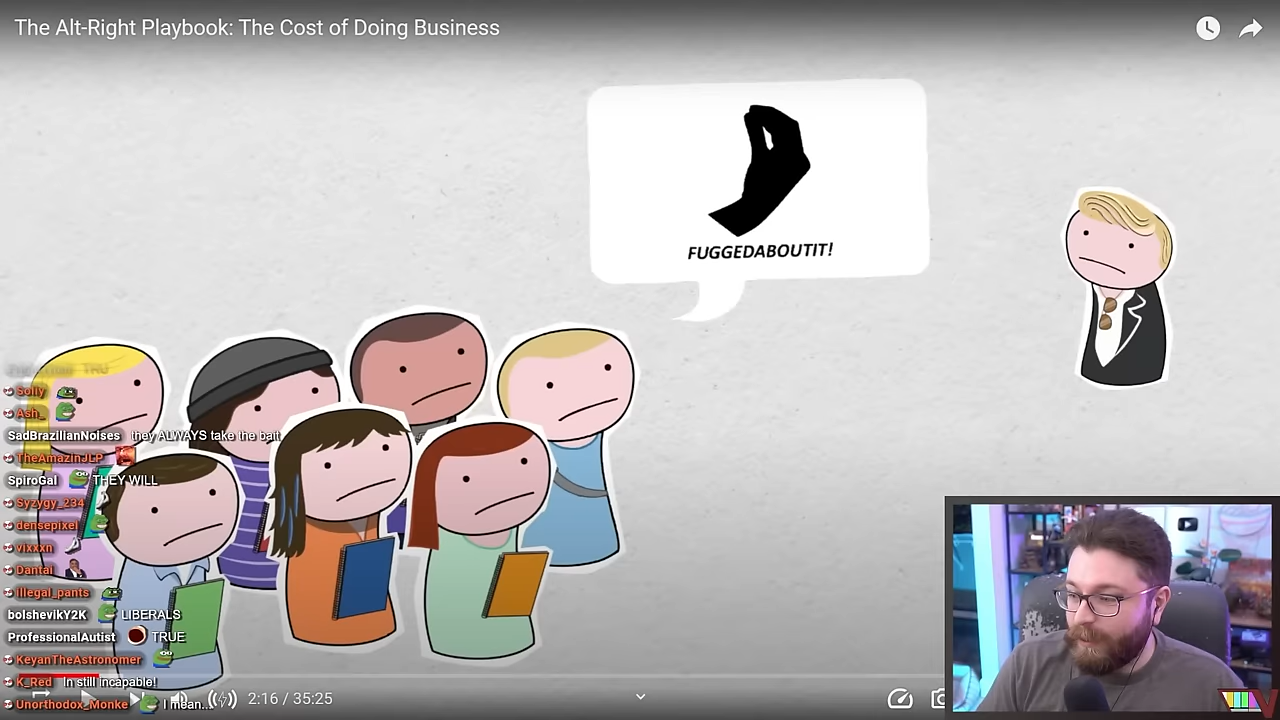 The Alt-Right Playbook: The Cost of Doing Business
FUGGEDABOUTIT!
TRU
Solly
Ash_
SadBrazilianNoises they ALWAYS take the bait
TheAmazinJLP
SpiroGal THEY WILL
Syzygy_234
densepixel
vixxxn
Dantai
illegal_pants
bolshevikY2K LIBERALS
ProfessionalAutist TRUE
KeyanTheAstronomer
K_Red In still incapable!
Unorthodox_Monke I mean...
2:16 / 35:25